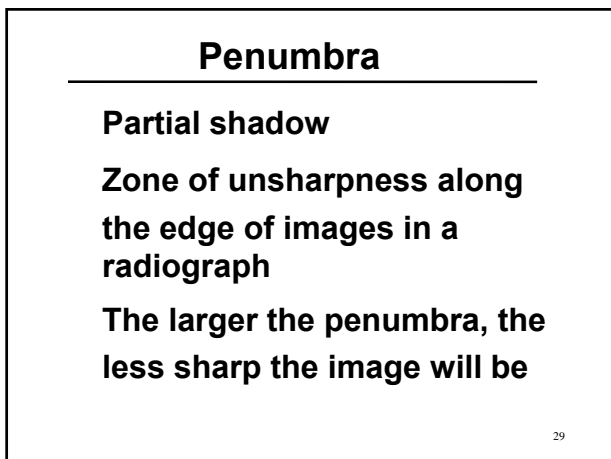 Penumbra
Partial shadow
Zone of unsharpness along
the edge of images in a
radiograph
The larger the penumbra, the
less sharp the image will be
29